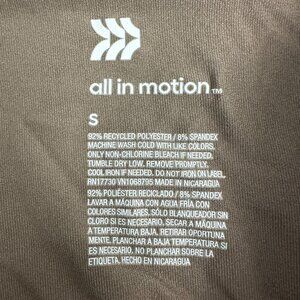 all in motion™
S
92% RECYCLED POLYESTER / 8% SPANDEX
MACHINE WASH COLD WITH LIKE COLORS.
ONLY NON-CHLORINE BLEACH IF NEEDED.
TUMBLE DRY LOW. REMOVE PROMPTLY.
COOL IRON IF NEEDED. DO NOT IRON ON LABEL.
RN17730 VN1068795 MADE IN NICARAGUA
92% POLIÉSTER RECICLADO / 8% SPANDEX
LAVAR A MÁQUINA CON AGUA FRÍA CON
COLORES SIMILARES. SÓLO BLANQUEADOR SIN
CLORO SI ES NECESARIO. SECAR A MÁQUINA
A TEMPERATURA BAJA. RETIRAR OPORTUNA
MENTE. PLANCHAR A BAJA TEMPERATURA SI
ES NECESARIO. NO PLANCHAR SOBRE LA
ETIQUETA. HECHO EN NICARAGUA